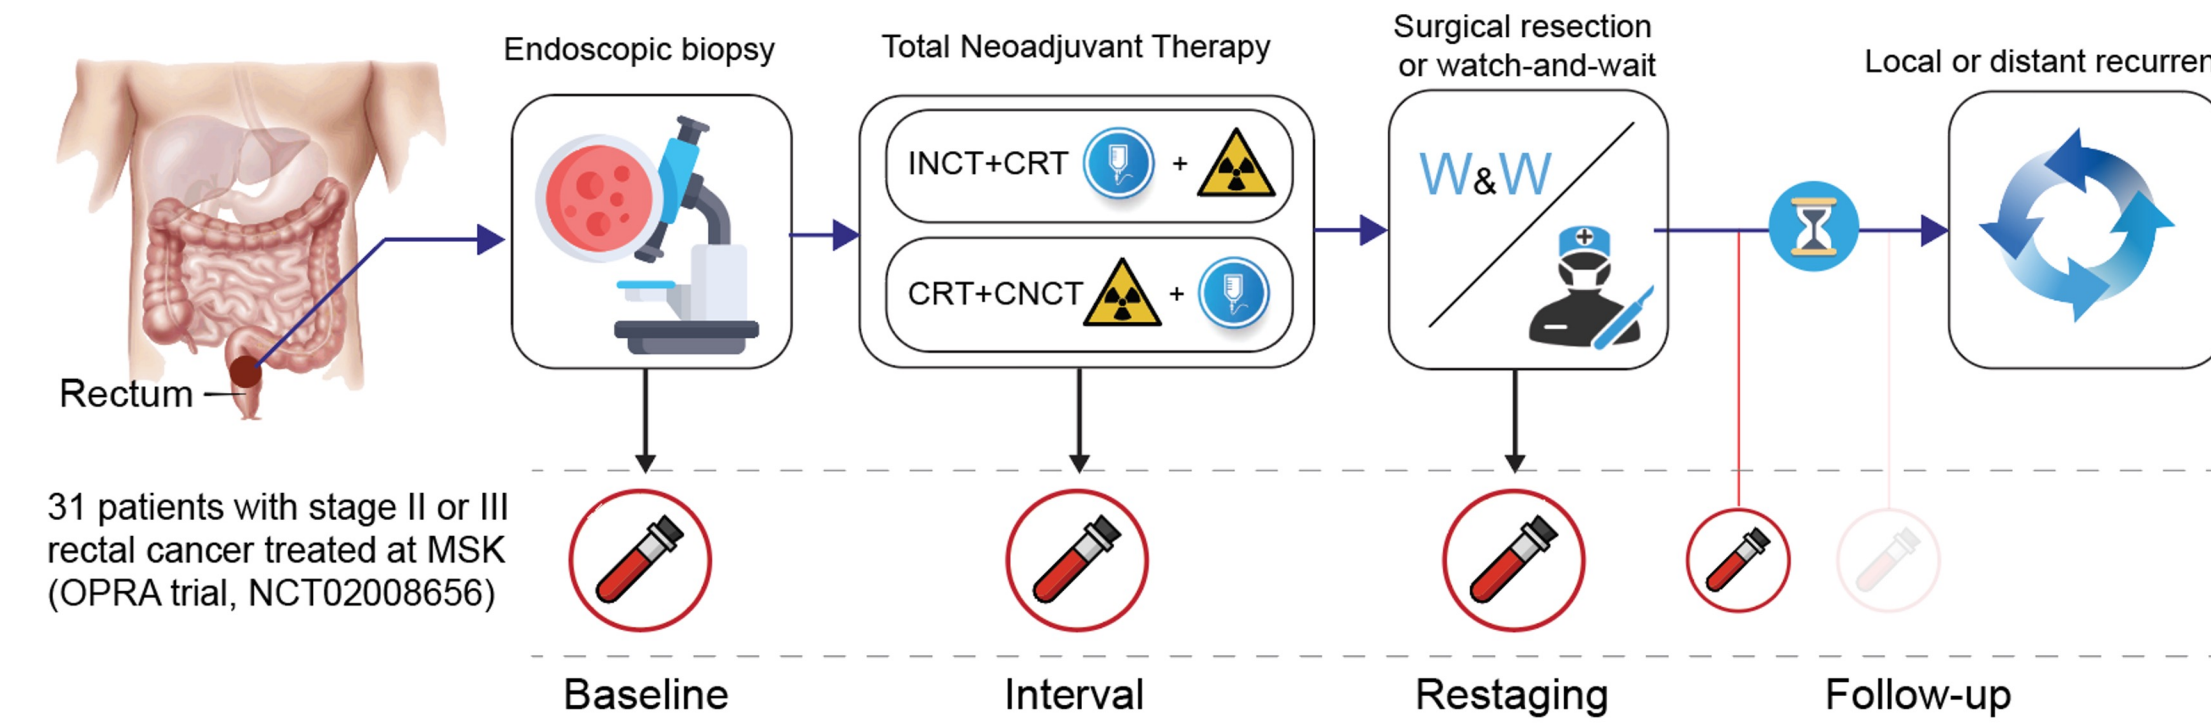 Endoscopic biopsy
Total Neoadjuvant Therapy
Surgical resection
or watch-and-wait
Local or distant recurren
INCT+CRT +
CRT+CNCT +
W&W
Rectum
31 patients with stage II or III
rectal cancer treated at MSK
(OPRA trial, NCT02008656)
Baseline
Interval
Restaging
Follow-up